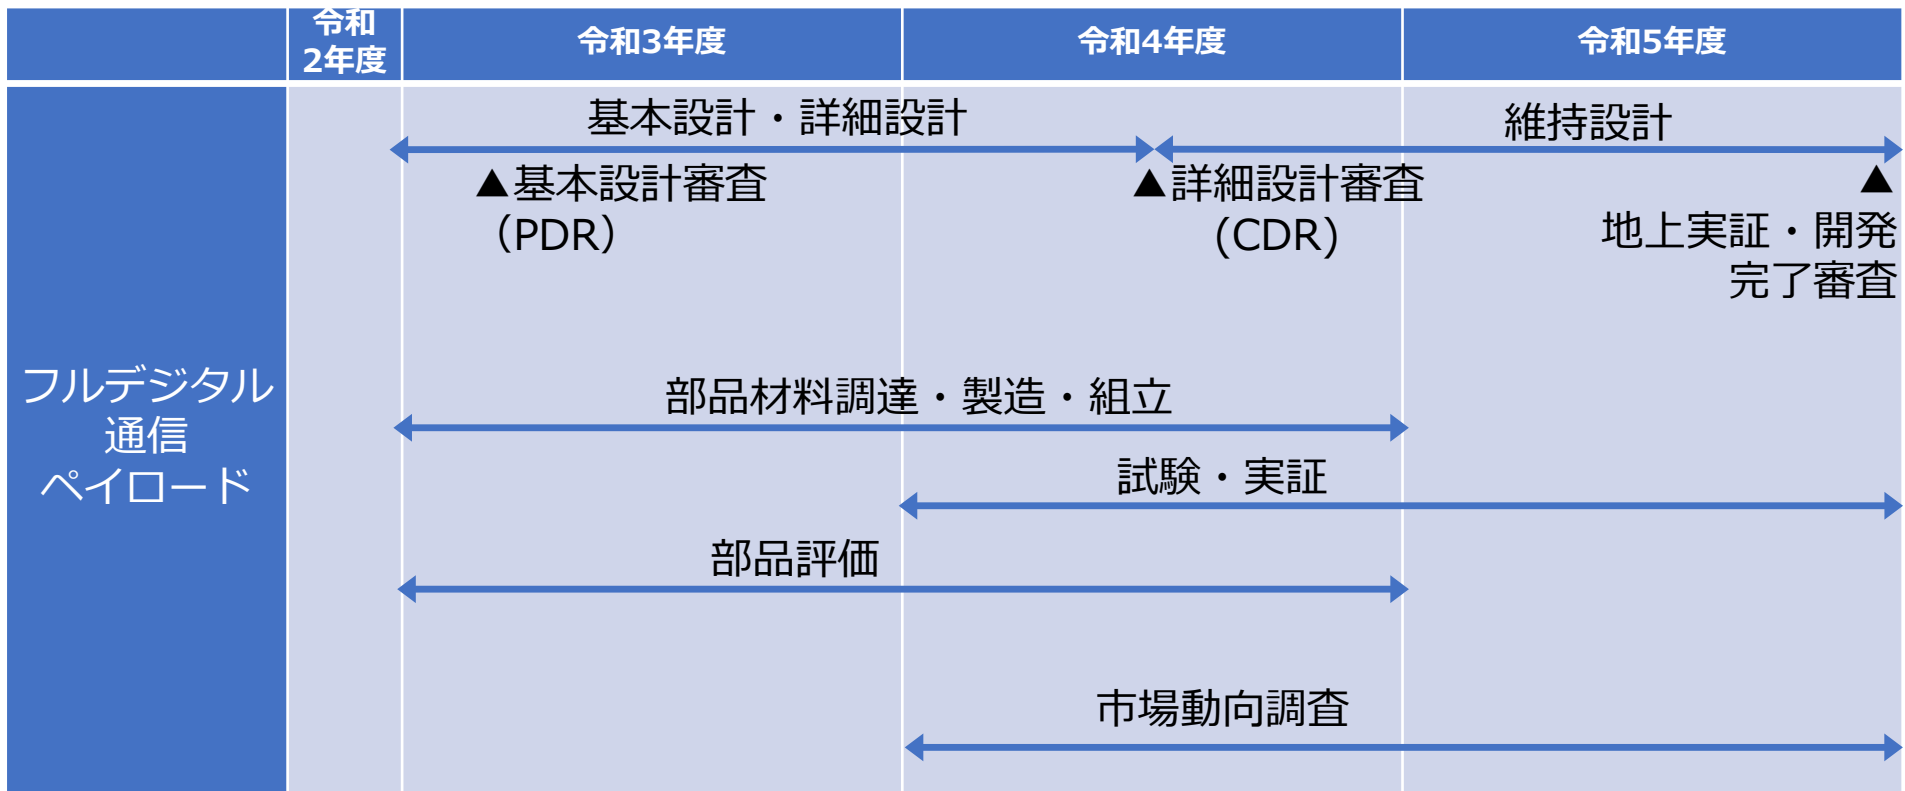 令和
2年度
令和3年度
令和4年度
令和5年度
フルデジタル
通信
ペイロード
基本設計・詳細設計
維持設計
▲基本設計審査
（PDR）
▲詳細設計審査
（CDR）
▲
地上実証・開発
完了審査
部品材料調達・製造・組立
試験・実証
部品評価
市場動向調査